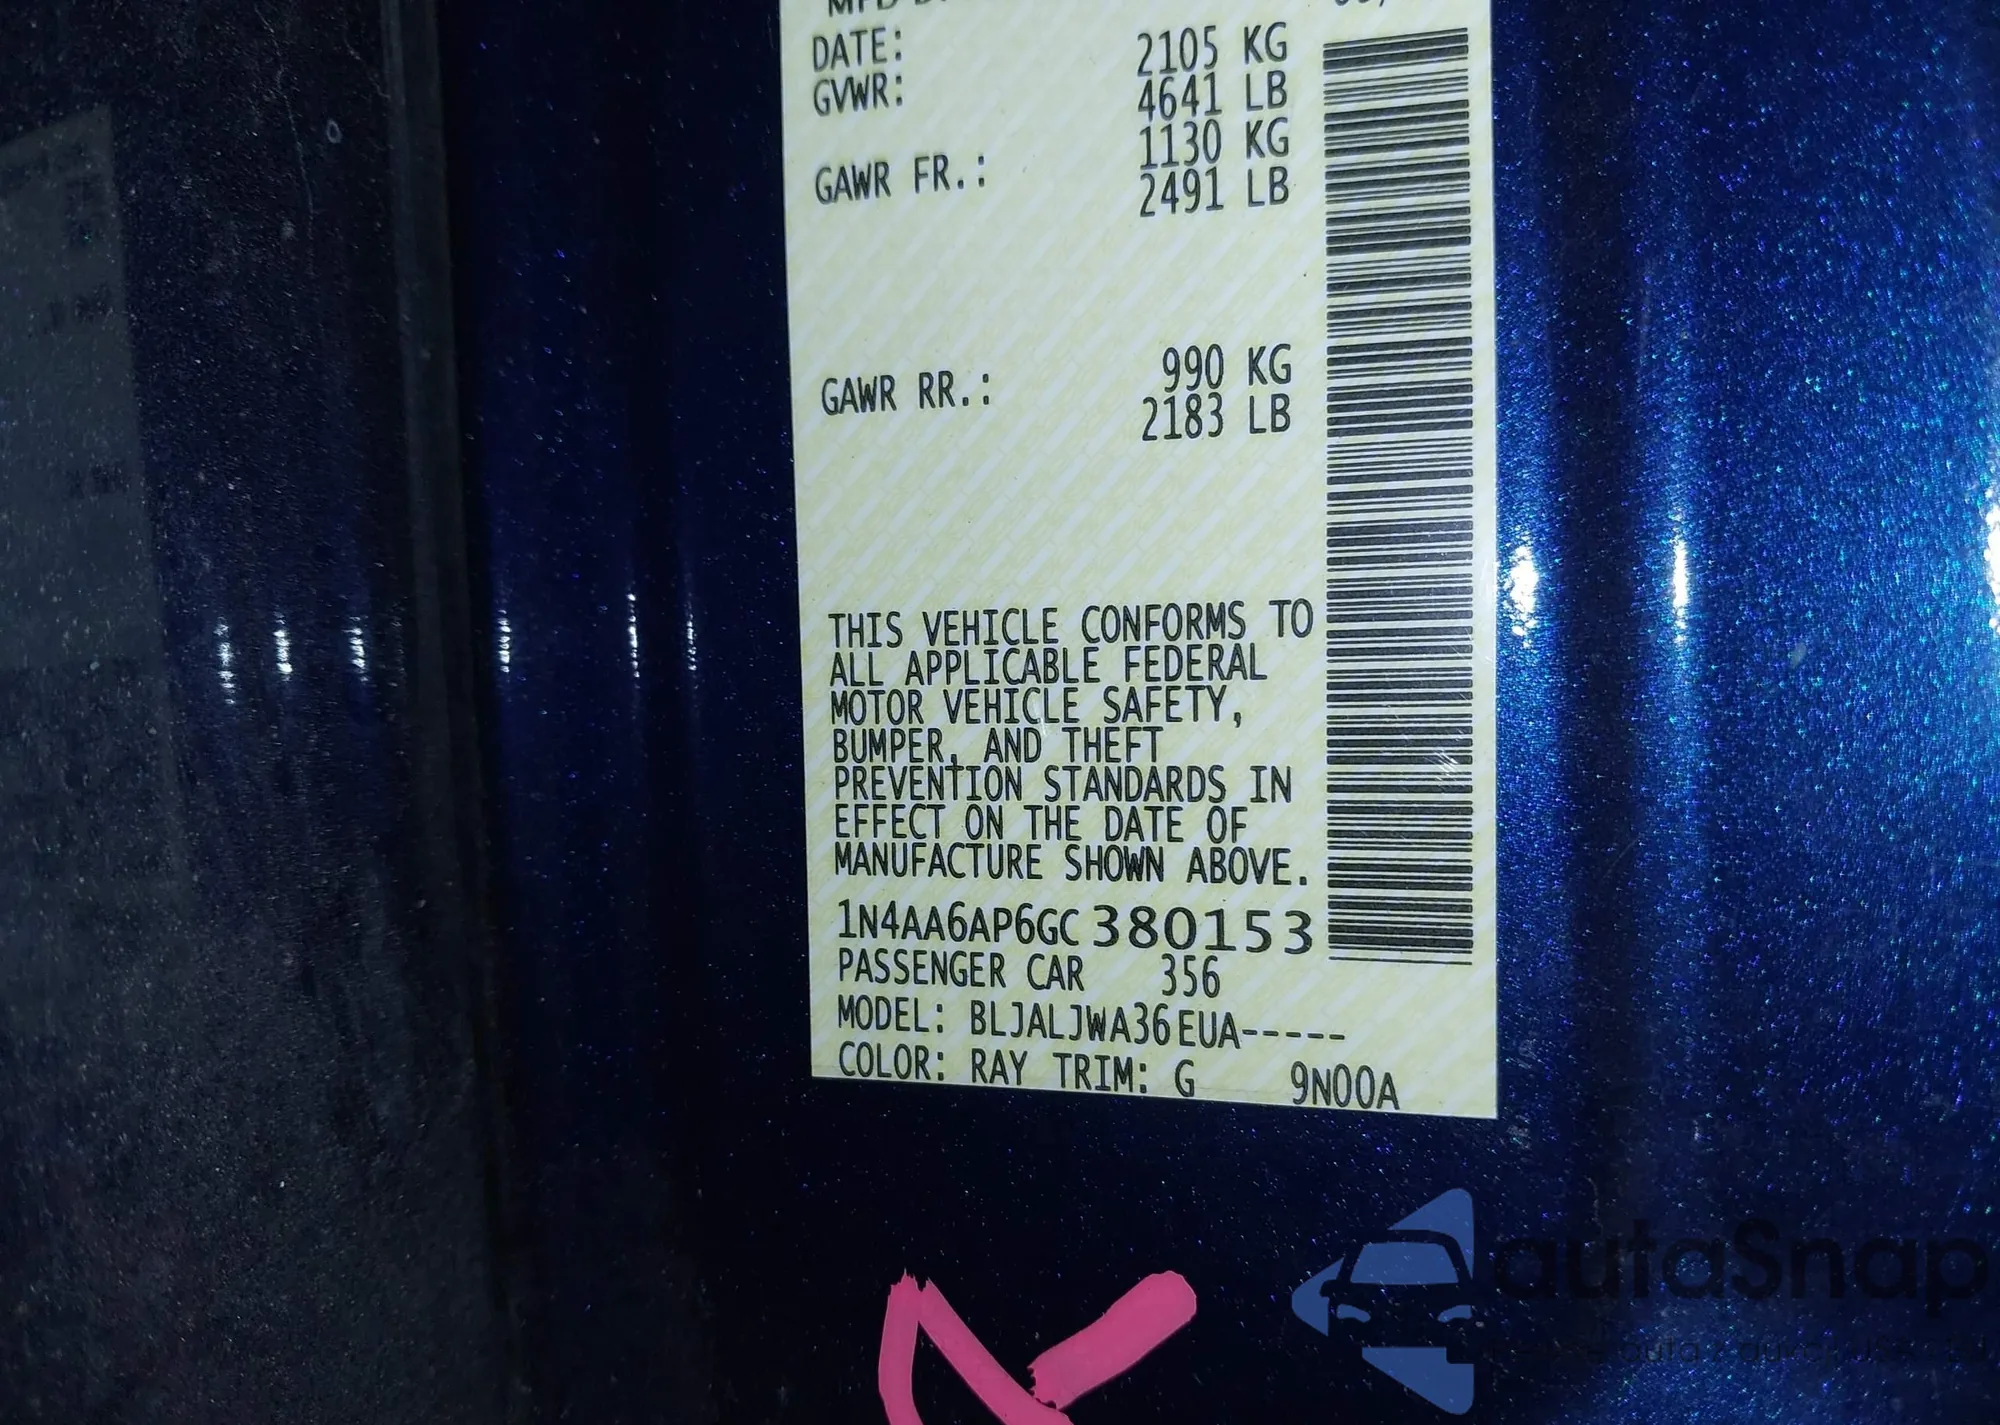 DATE:
2105 KG
GVWR:
4641 LB
1130 KG
GAWR FR.:
2491 LB
990 KG
GAWR RR.:
2183 LB
THIS VEHICLE CONFORMS TO
ALL APPLICABLE FEDERAL
MOTOR VEHICLE SAFETY,
BUMPER, AND THEFT
PREVENTION STANDARDS IN
EFFECT ON THE DATE OF
MANUFACTURE SHOWN ABOVE.
1N4AA6AP6GC380153
PASSENGER CAR 356
MODEL: BLJALJWA36EUA-----
COLOR: RAY TRIM: G 9N00A
autaSnap